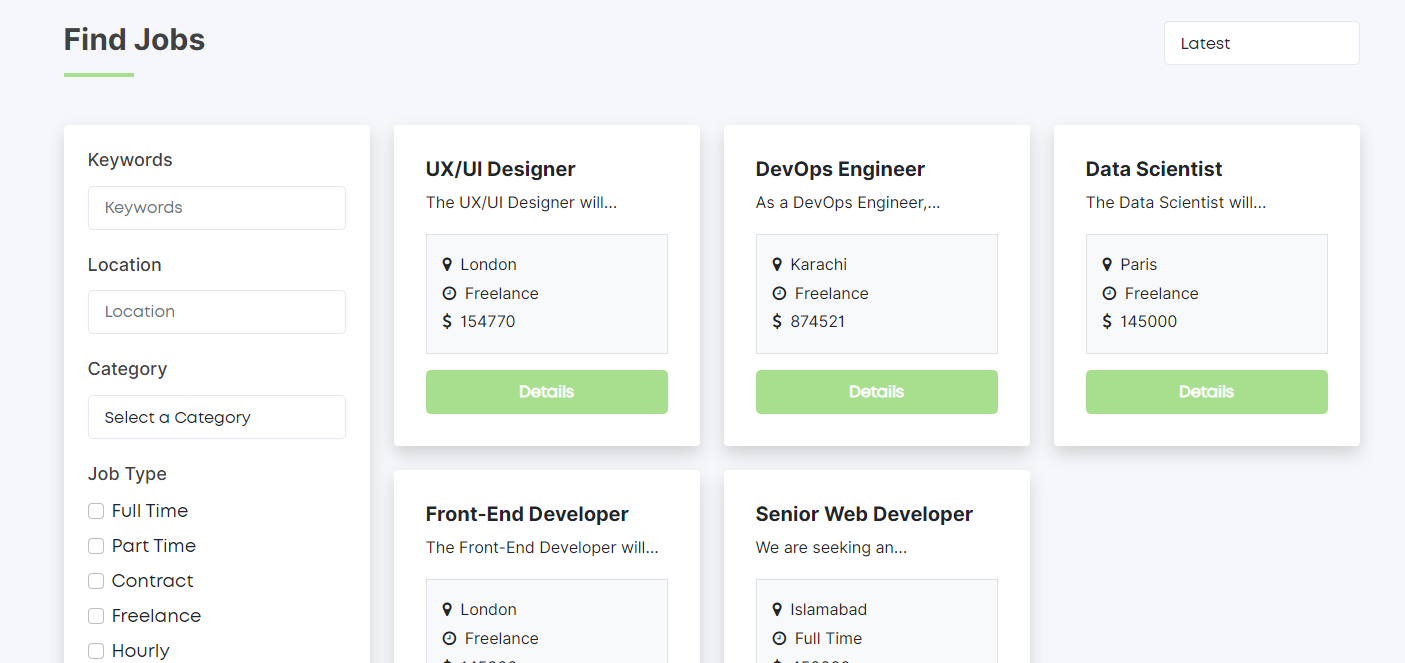 Find Jobs
Latest
Keywords
Keywords
Location
Location
Category
Select a Category
Job Type
Full Time
Part Time
Contract
Freelance
Hourly
UX/UI Designer
The UX/UI Designer will...
London
Freelance
$ 154770
Details
DevOps Engineer
As a DevOps Engineer,...
Karachi
Freelance
$ 874521
Details
Data Scientist
The Data Scientist will...
Paris
Freelance
$ 145000
Details
Front-End Developer
The Front-End Developer will...
London
Freelance
Senior Web Developer
We are seeking an...
Islamabad
Full Time